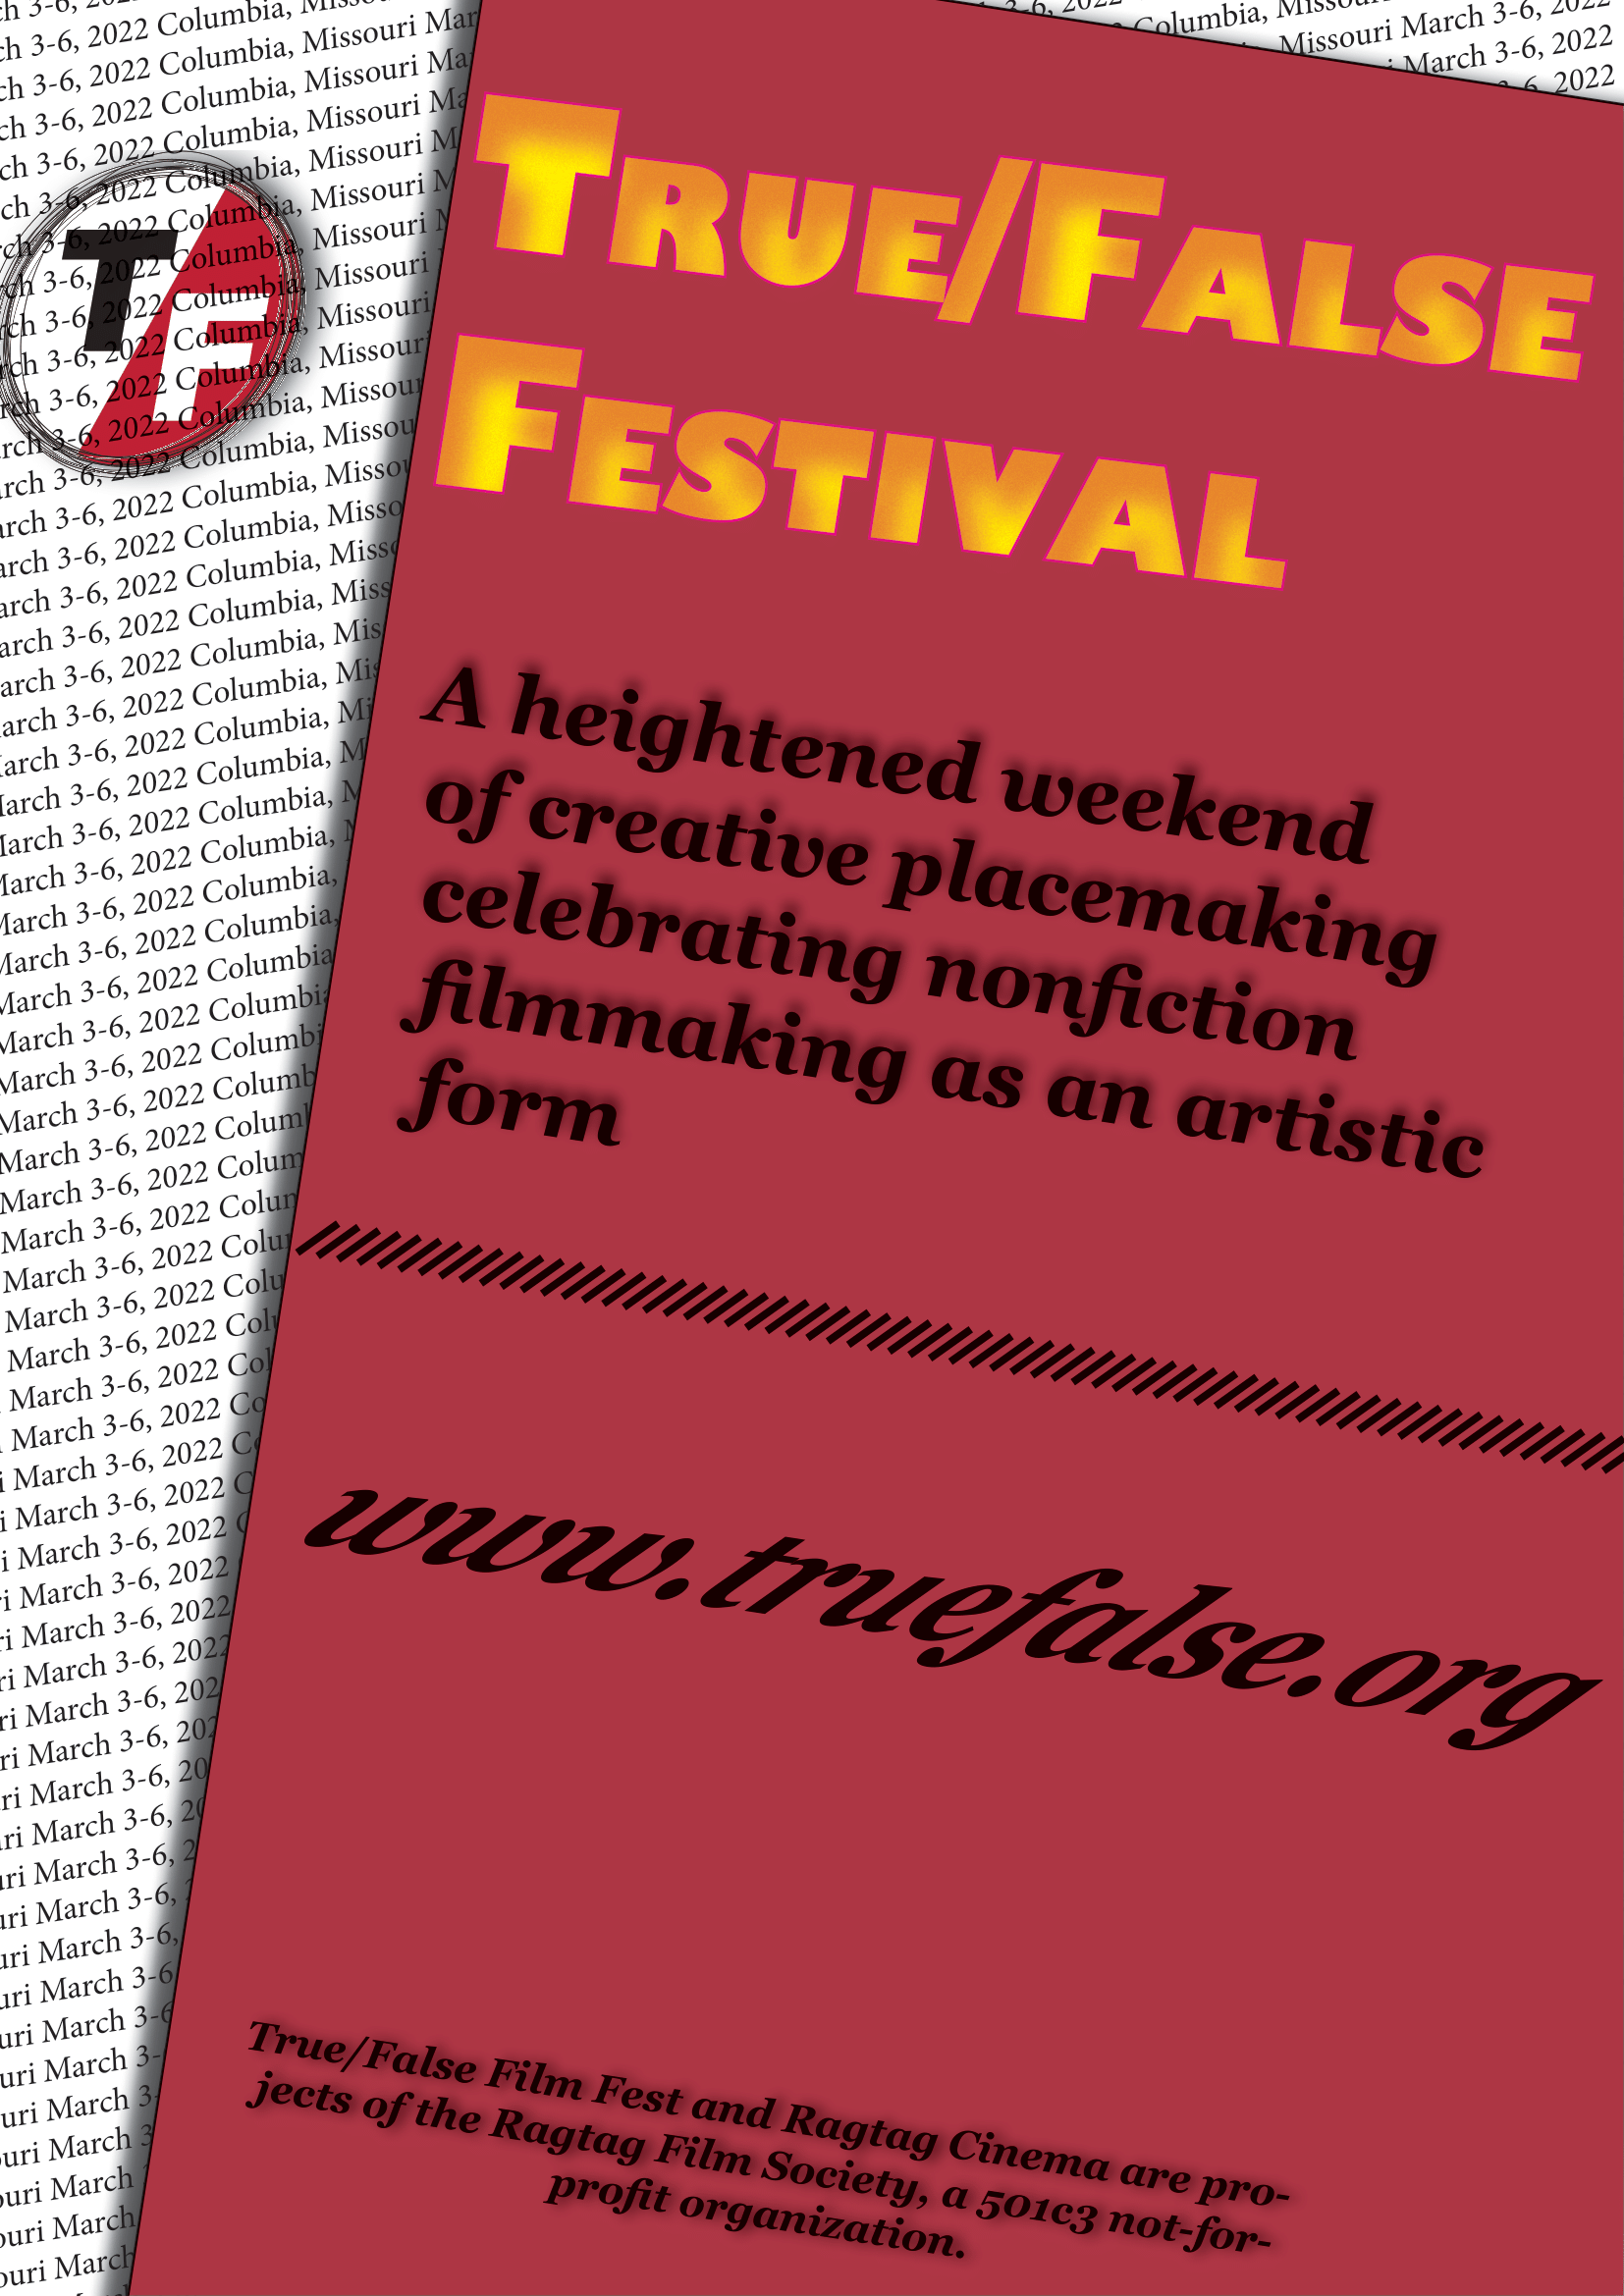 March 3-6, 2022 Columbia, Missouri
T/F
TRUE/FALSE
FESTIVAL
A heightened weekend
of creative placemaking
celebrating nonfiction
filmmaking as an artistic
form
www.truefalse.org
True/False Film Fest and Ragtag Cinema are pro-
jects of the Ragtag Film Society, a 501c3 not-for-
profit organization.